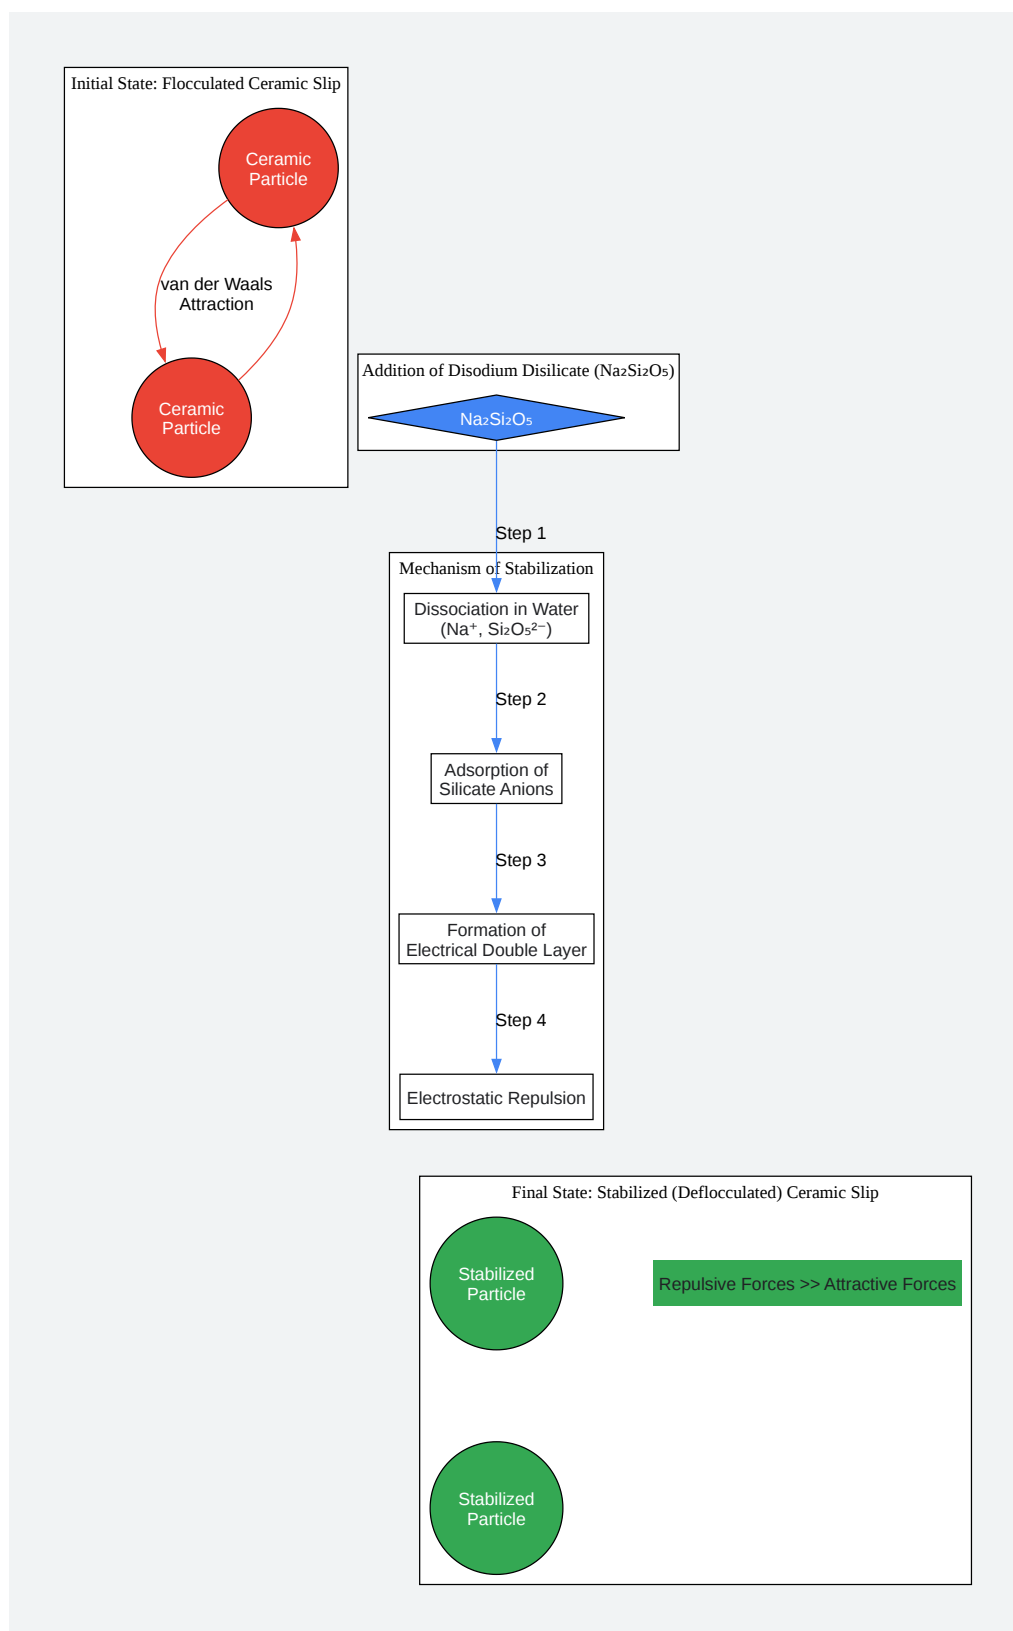 Initial State: Flocculated Ceramic Slip
Ceramic
Particle
van der Waals
Attraction
Ceramic
Particle
Addition of Disodium Disilicate (Na₂Si₂O₅)
Na₂Si₂O₅
Step 1
Mechanism of Stabilization
Dissociation in Water
(Na⁺, Si₂O₅²⁻)
Step 2
Adsorption of
Silicate Anions
Step 3
Formation of
Electrical Double Layer
Step 4
Electrostatic Repulsion
Final State: Stabilized (Deflocculated) Ceramic Slip
Stabilized
Particle
Repulsive Forces >> Attractive Forces
Stabilized
Particle